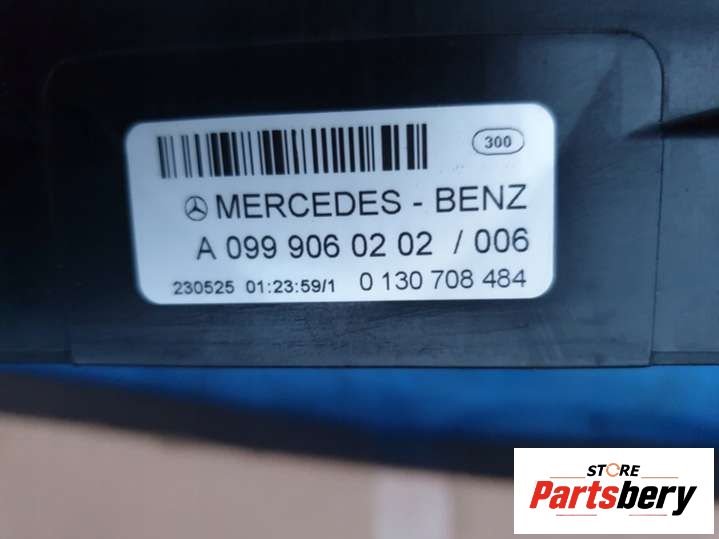 300
MERCEDES - BENZ
A 099 906 02 02 / 006
230525 01:23:59/1 0 130 708 484
STORE
Partsbery